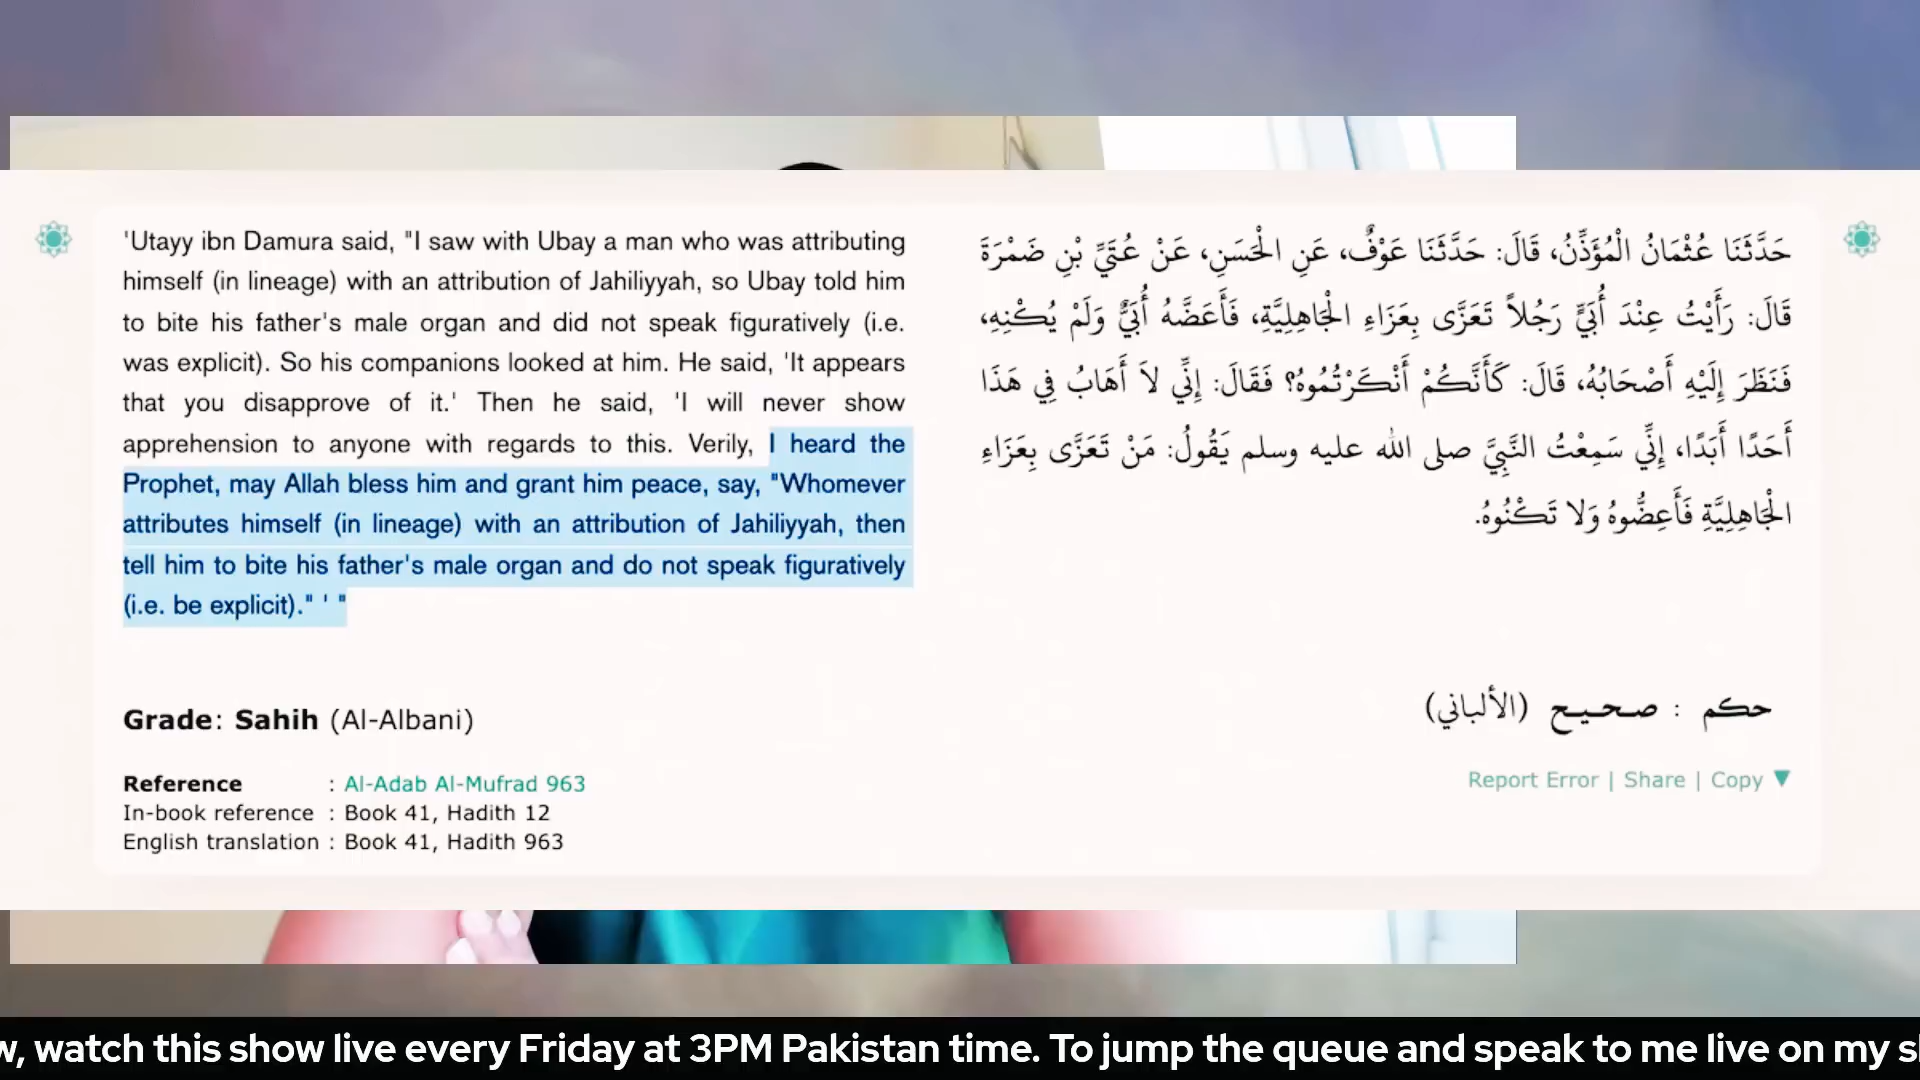 'Utayy ibn Damura said, "I saw with Ubay a man who was attributing
himself (in lineage) with an attribution of Jahiliyyah, so Ubay told him
to bite his father's male organ and did not speak figuratively (i.e.
was explicit). So his companions looked at him. He said, 'It appears
that you disapprove of it.' Then he said, 'I will never show
apprehension to anyone with regards to this. Verily, I heard the
Prophet, may Allah bless him and grant him peace, say, "Whomever
attributes himself (in lineage) with an attribution of Jahiliyyah, then
tell him to bite his father's male organ and do not speak figuratively
(i.e. be explicit)." ' "
حَدَّثَنَا عُثْمَانُ الْمُؤَذِّنُ، قَالَ: حَدَّثَنَا عَوْفٌ، عَنِ الْحَسَنِ، عَنْ عُتَيِّ بْنِ ضَمْرَةَ
قَالَ: رَأَيْتُ عِنْدَ أُبَيٍّ رَجُلاً تَعَزَّى بِعَزَاءِ الْجَاهِلِيَّةِ، فَأَعَضَّهُ أُبَيٌّ وَلَمْ يُكْنِهِ،
فَنَظَرَ إِلَيْهِ أَصْحَابُهُ، قَالَ: كَأَنَّكُمْ أَنْكَرْتُمُوهُ؟ فَقَالَ: إِنِّي لاَ أَهَابُ فِي هَذَا
أَحَدًا أَبَدًا، إِنِّي سَمِعْتُ النَّبِيَّ صلى الله عليه وسلم يَقُولُ: مَنْ تَعَزَّى بِعَزَاءِ
الْجَاهِلِيَّةِ فَأَعِضُّوهُ وَلا تَكْنُوهُ.
Grade: Sahih (Al-Albani)
حكم : صحيح (الألباني)
Reference : Al-Adab Al-Mufrad 963
In-book reference : Book 41, Hadith 12
English translation : Book 41, Hadith 963
Report Error | Share | Copy ▼
w, watch this show live every Friday at 3PM Pakistan time. To jump the queue and speak to me live on my s